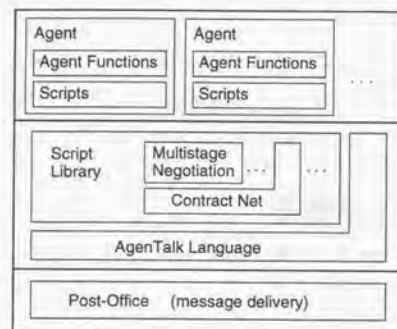 Agent
Agent Functions
Scripts
Agent
Agent Functions
Scripts
. . .
Script
Library
Multistage
Negotiation
. . .
Contract Net
. . .
AgenTalk Language
Post-Office (message delivery)